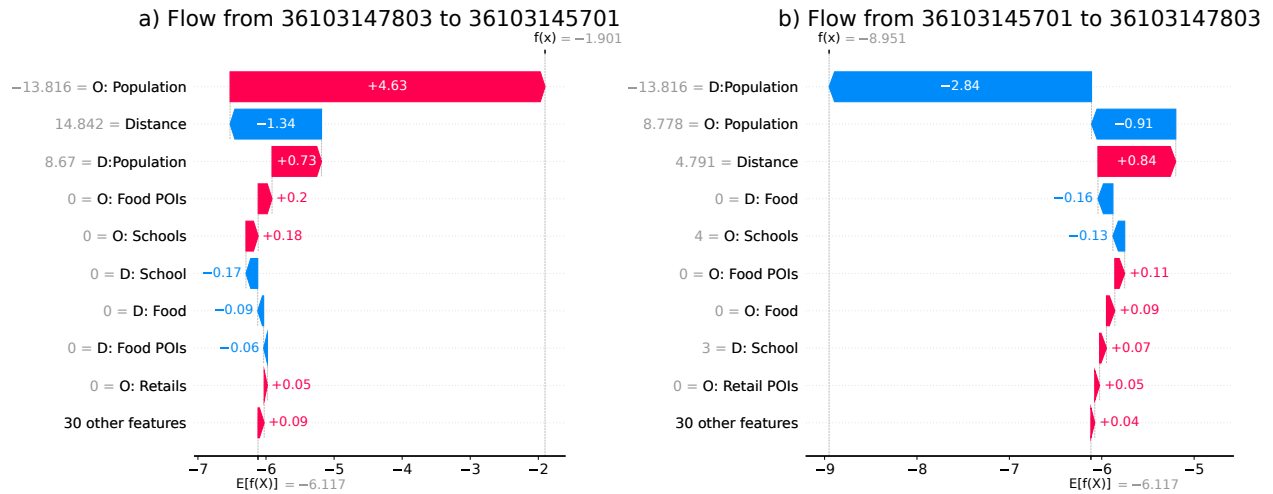 a) Flow from 36103147803 to 36103145701
f(x) = −1.901
−13.816 = O: Population
+4.63
14.842 = Distance
−1.34
8.67 = D:Population
+0.73
0 = O: Food POIs
+0.2
0 = O: Schools
+0.18
0 = D: School
−0.17
0 = D: Food
−0.09
0 = D: Food POIs
−0.06
0 = O: Retails
+0.05
30 other features
+0.09
−7 −6 −5 −4 −3 −2
E[f(X)] = −6.117
b) Flow from 36103145701 to 36103147803
f(x) = −8.951
−13.816 = D:Population
−2.84
8.778 = O: Population
−0.91
4.791 = Distance
+0.84
0 = D: Food
−0.16
4 = O: Schools
−0.13
0 = O: Food POIs
+0.11
0 = O: Food
+0.09
3 = D: School
+0.07
0 = O: Retail POIs
+0.05
30 other features
+0.04
−9 −8 −7 −6 −5
E[f(X)] = −6.117